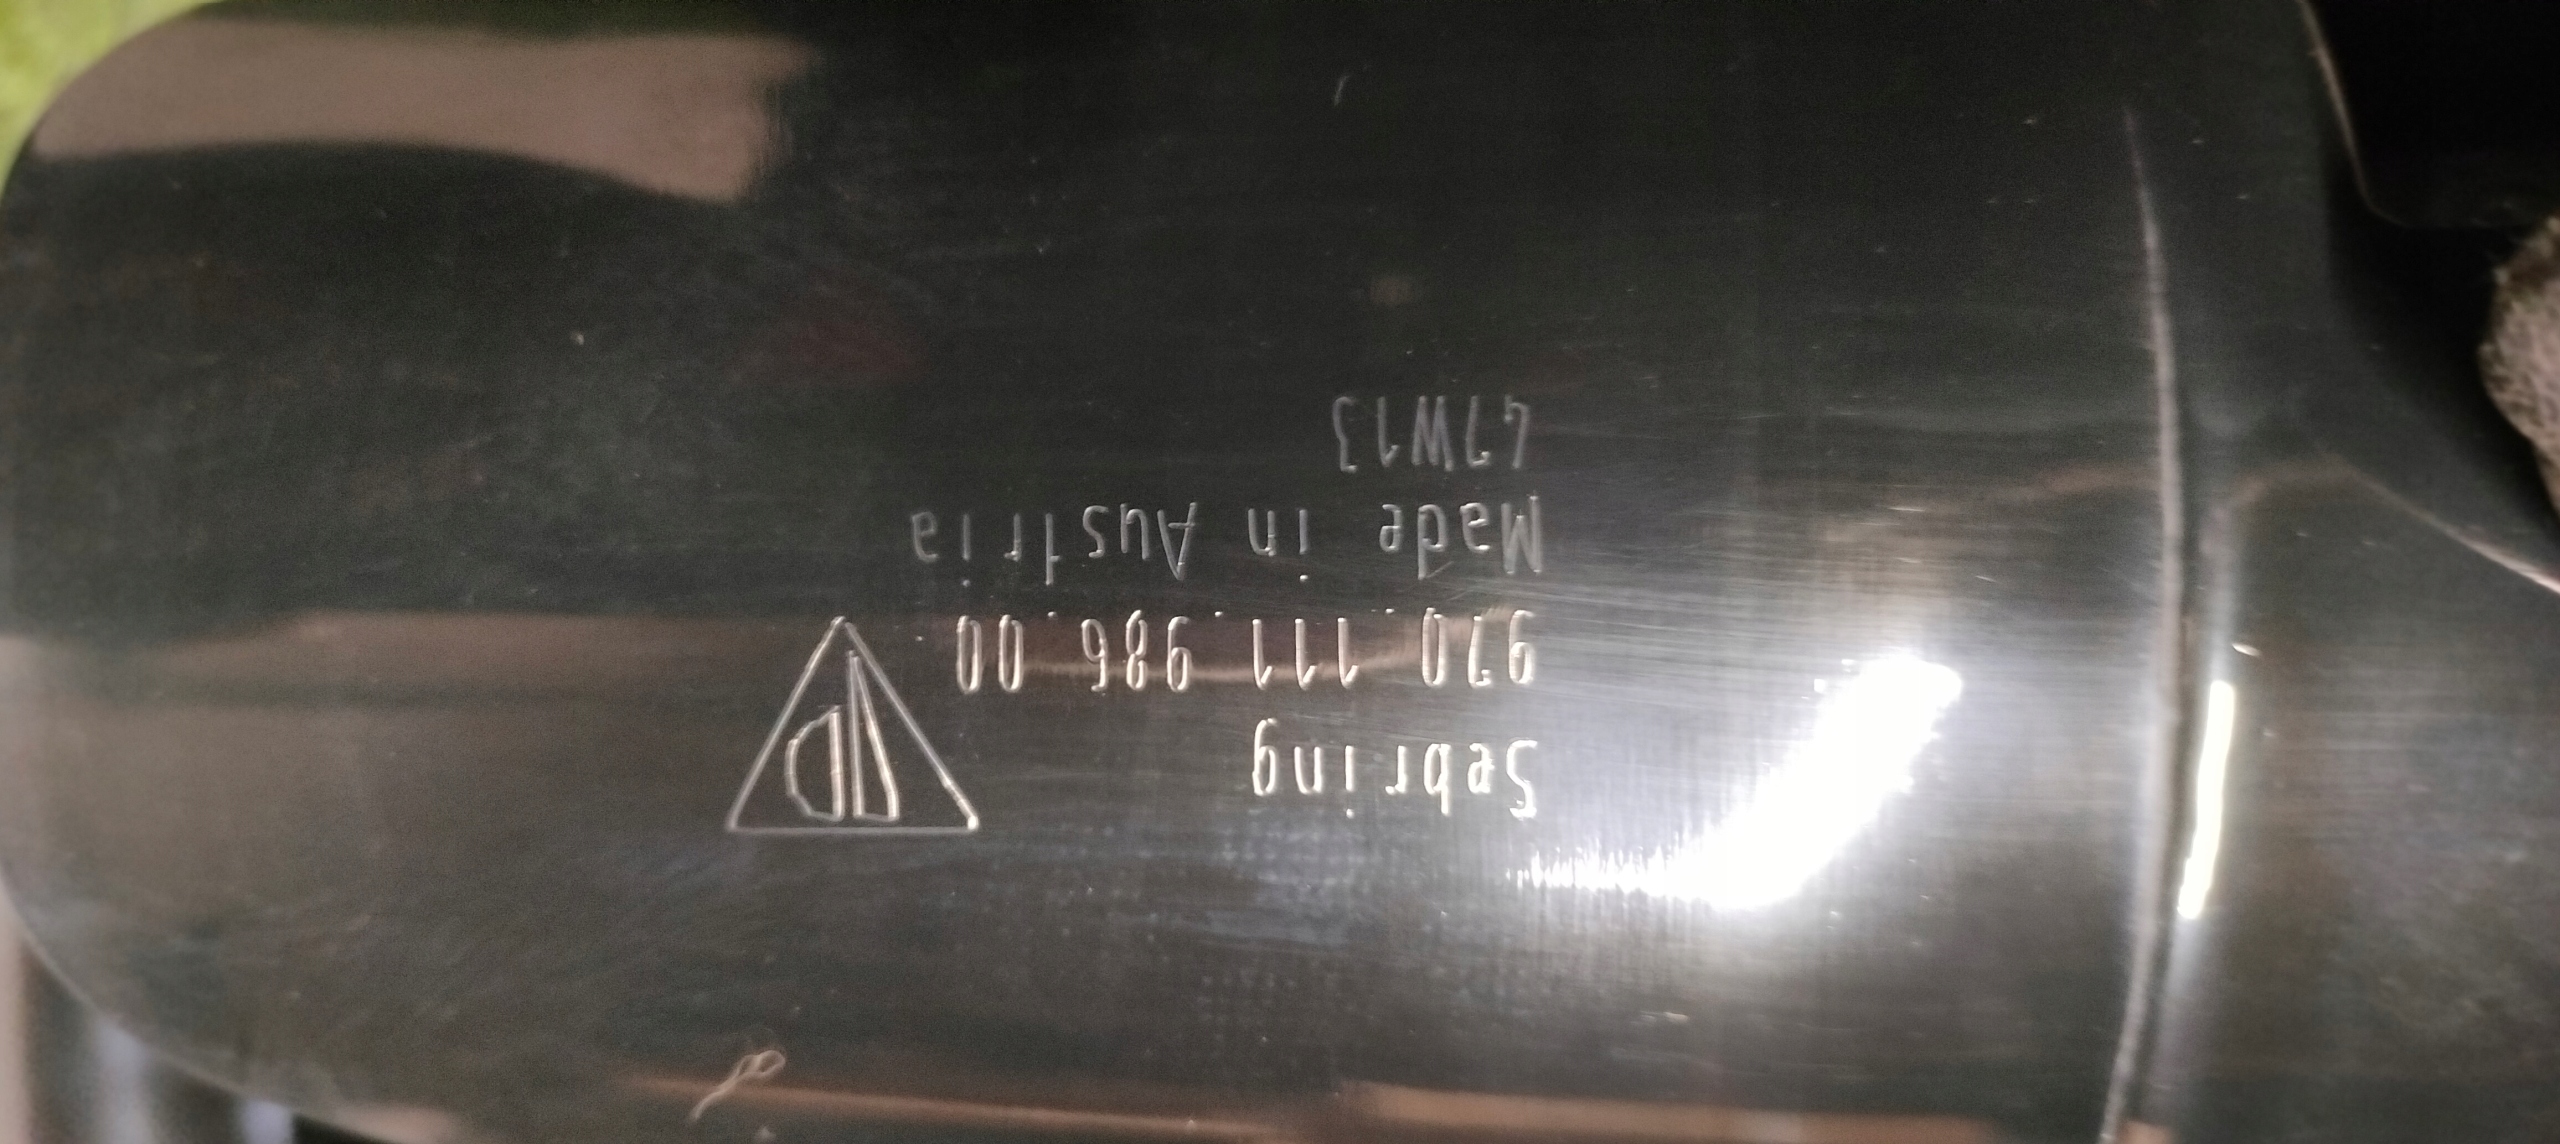 Sebring
970.111.986.00
Made in Austria
47W13